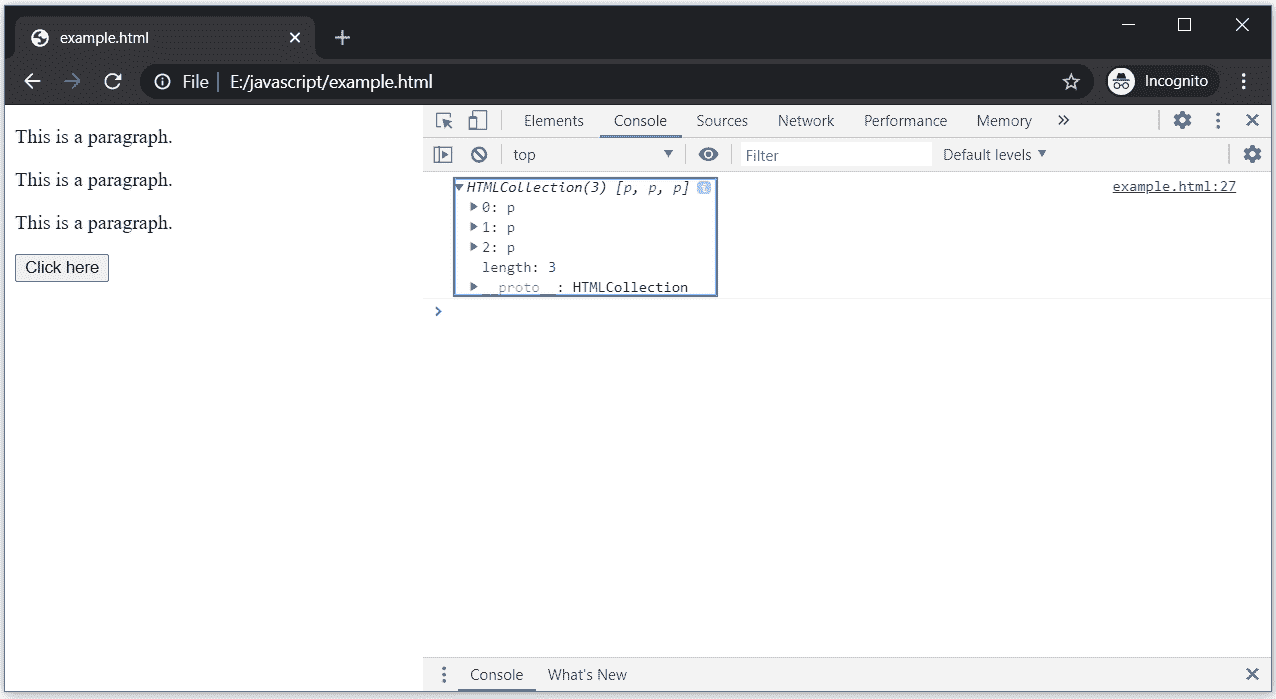 example.html
File E:/javascript/example.html Incognito
This is a paragraph.
This is a paragraph.
This is a paragraph.
Click here
Elements Console Sources Network Performance Memory
top Filter Default levels
HTMLCollection(3) [p, p, p] i example.html:27
0: p
1: p
2: p
length: 3
__proto__: HTMLCollection
Console What's New